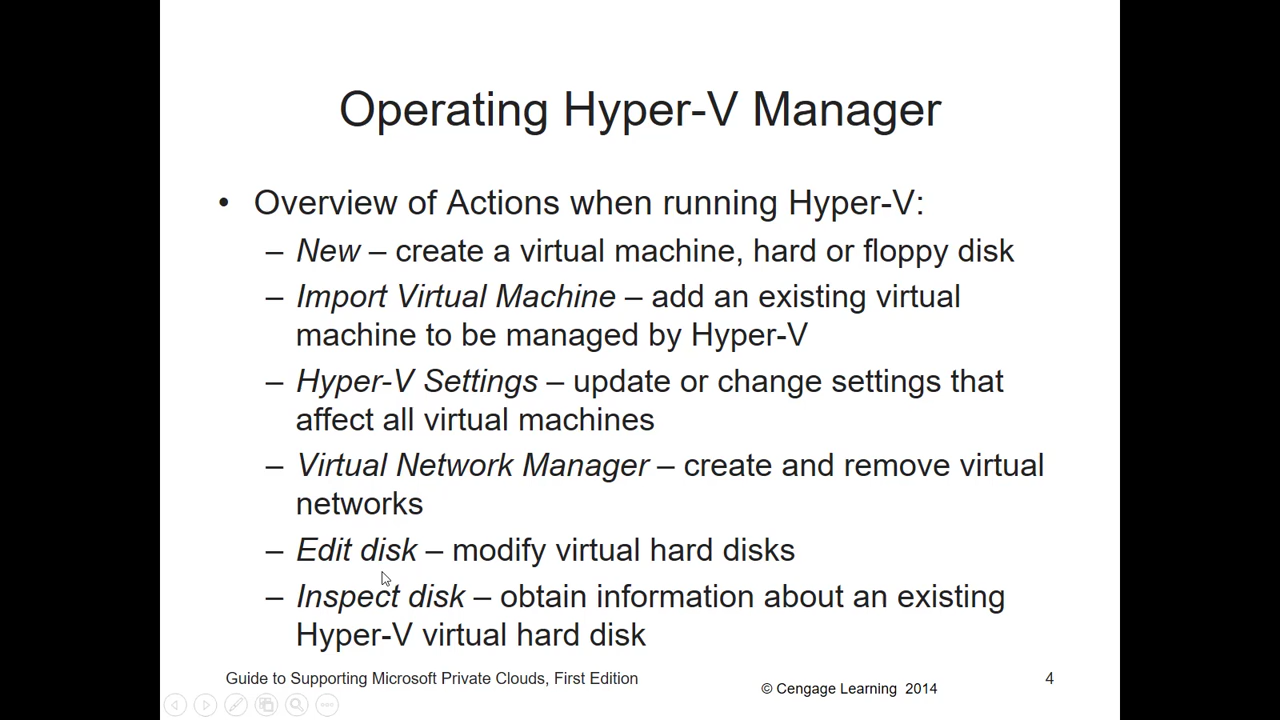 Operating Hyper-V Manager
• Overview of Actions when running Hyper-V:
– New – create a virtual machine, hard or floppy disk
– Import Virtual Machine – add an existing virtual
machine to be managed by Hyper-V
– Hyper-V Settings – update or change settings that
affect all virtual machines
– Virtual Network Manager – create and remove virtual
networks
– Edit disk – modify virtual hard disks
– Inspect disk – obtain information about an existing
Hyper-V virtual hard disk
Guide to Supporting Microsoft Private Clouds, First Edition
© Cengage Learning 2014
4